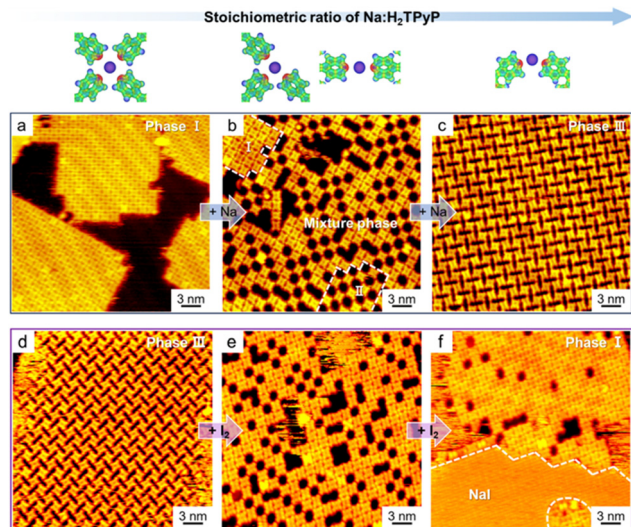 Stoichiometric ratio of Na:H₂TPyP
a
Phase Ⅰ
3 nm
+ Na
b
Ⅰ
Mixture phase
Ⅱ
3 nm
+ Na
c
Phase Ⅲ
3 nm
d
Phase Ⅲ
3 nm
+ I₂
e
3 nm
+ I₂
f
Phase Ⅰ
NaI
3 nm